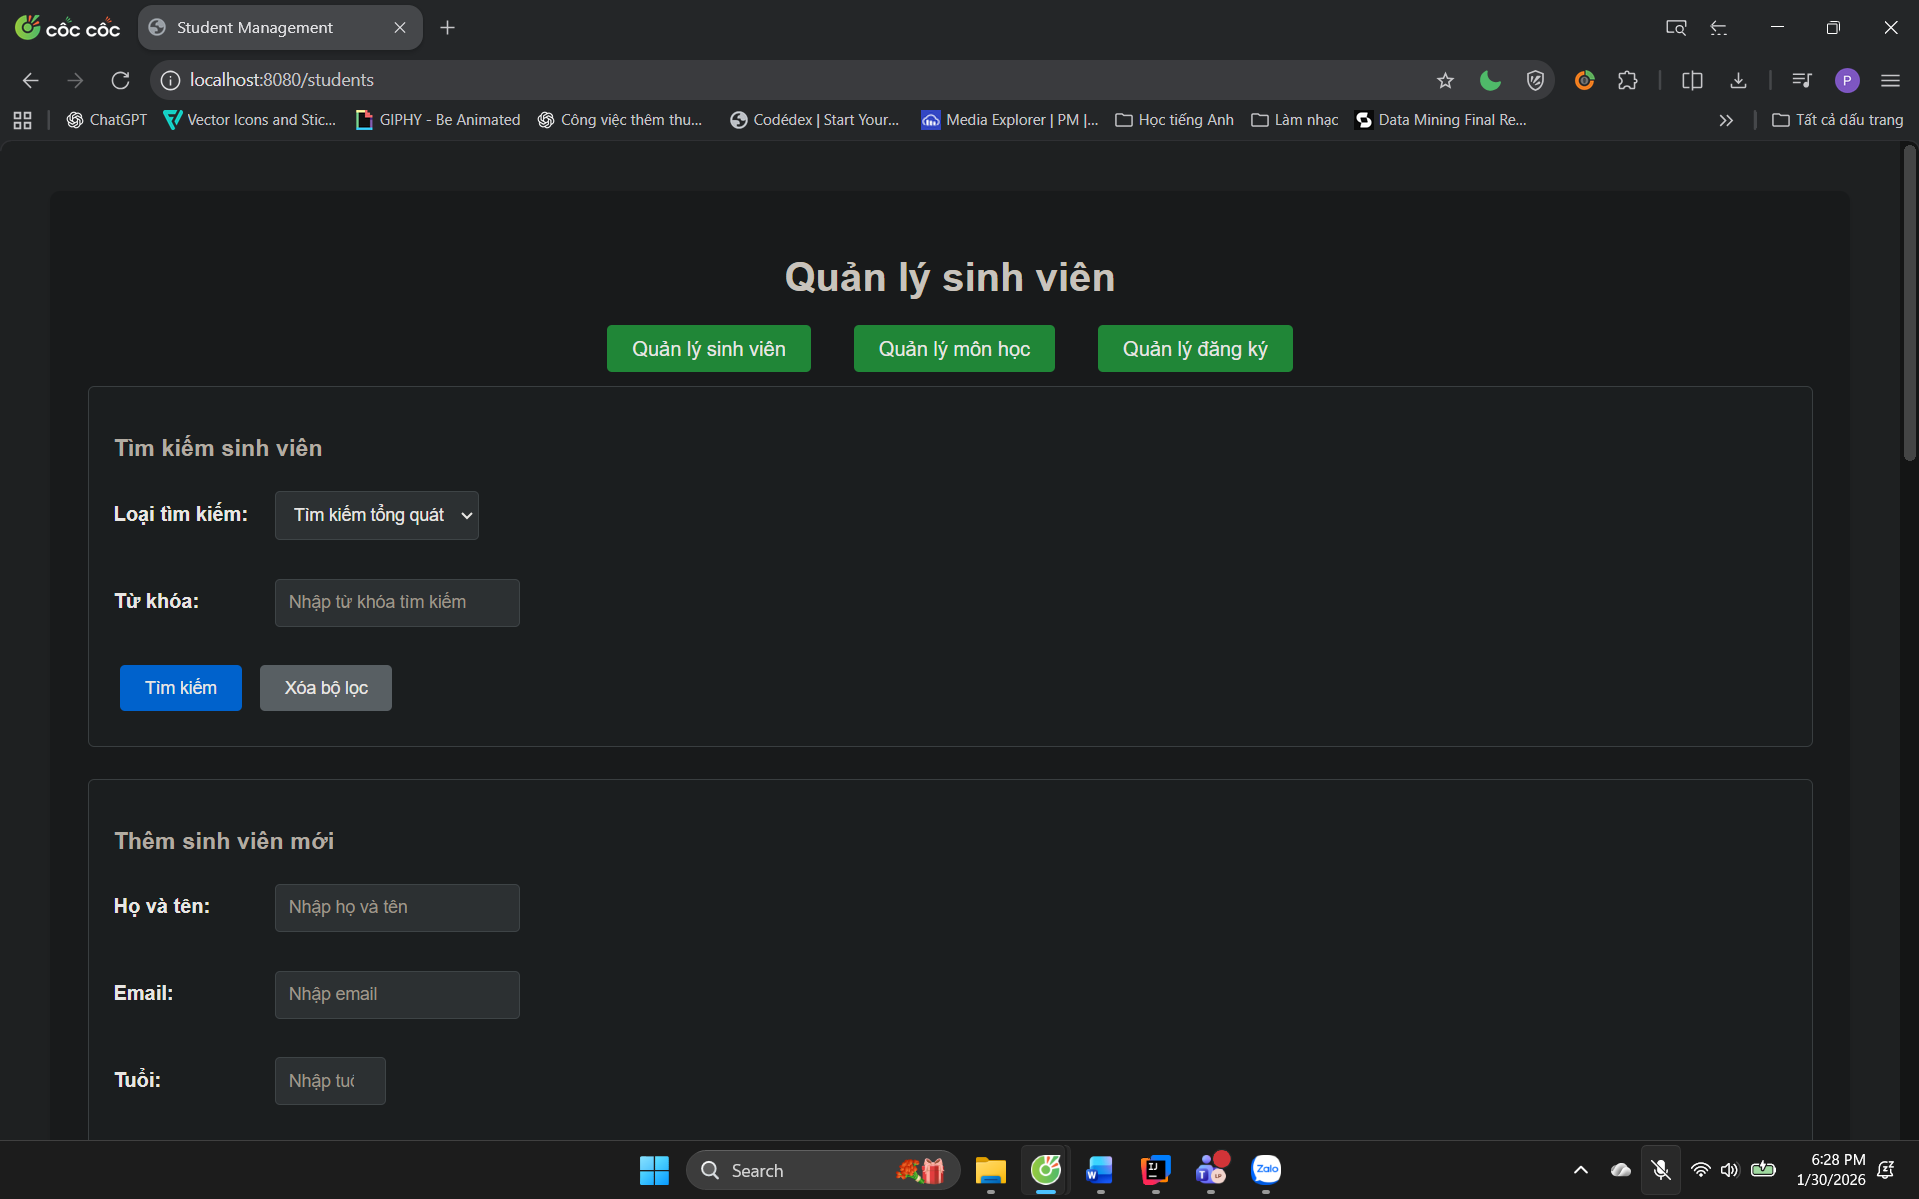 cốc cốc
Student Management
localhost:8080/students
P
ChatGPT
Vector Icons and Stic...
GIPHY - Be Animated
Công việc thêm thu...
Codédex | Start Your...
Media Explorer | PM |...
Học tiếng Anh
Làm nhạc
Data Mining Final Re...
Tất cả dấu trang
Quản lý sinh viên
Quản lý sinh viên
Quản lý môn học
Quản lý đăng ký
Tìm kiếm sinh viên
Loại tìm kiếm:
Tìm kiếm tổng quát
Từ khóa:
Nhập từ khóa tìm kiếm
Tìm kiếm
Xóa bộ lọc
Thêm sinh viên mới
Họ và tên:
Nhập họ và tên
Email:
Nhập email
Tuổi:
Nhập tuổ
Search
W
IJ
T
LP
Zalo
6:28 PM
1/30/2026